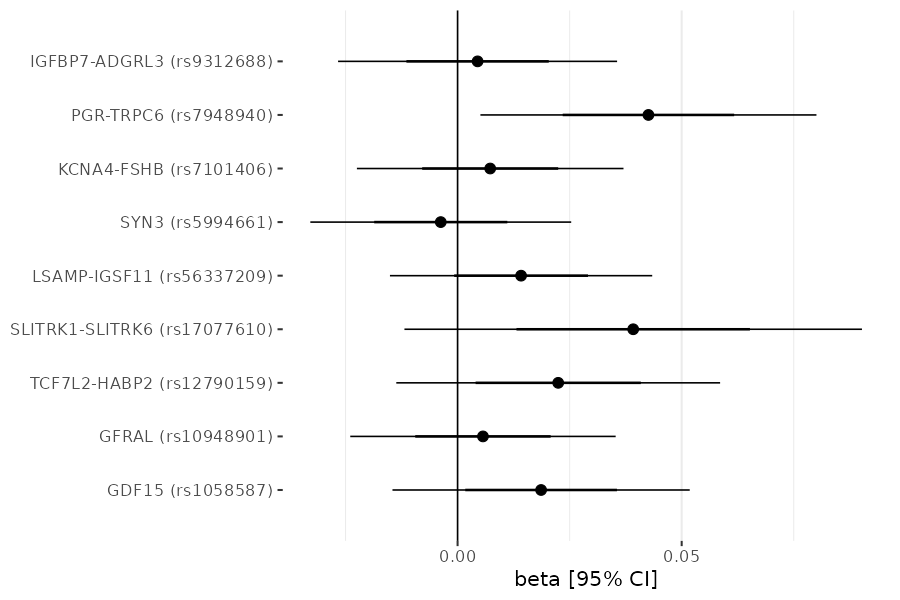 IGFBP7-ADGRL3 (rs9312688)
PGR-TRPC6 (rs7948940)
KCNA4-FSHB (rs7101406)
SYN3 (rs5994661)
LSAMP-IGSF11 (rs56337209)
SLITRK1-SLITRK6 (rs17077610)
TCF7L2-HABP2 (rs12790159)
GFRAL (rs10948901)
GDF15 (rs1058587)
0.00 0.05
beta [95% CI]